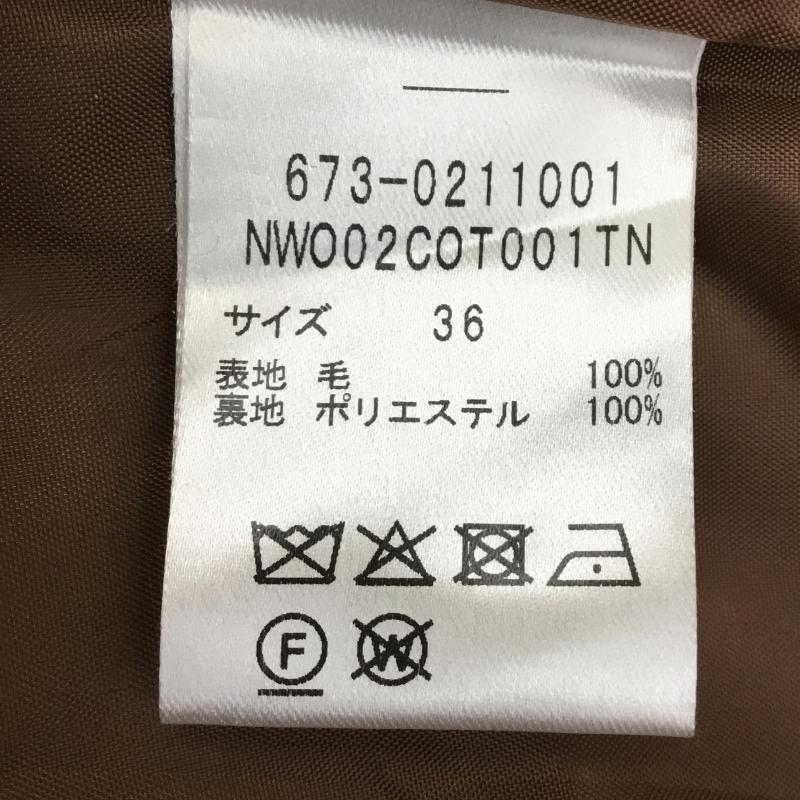 673-0211001
NW002COT001TN
サイズ 36
表地 毛 100%
裏地 ポリエステル 100%
F W